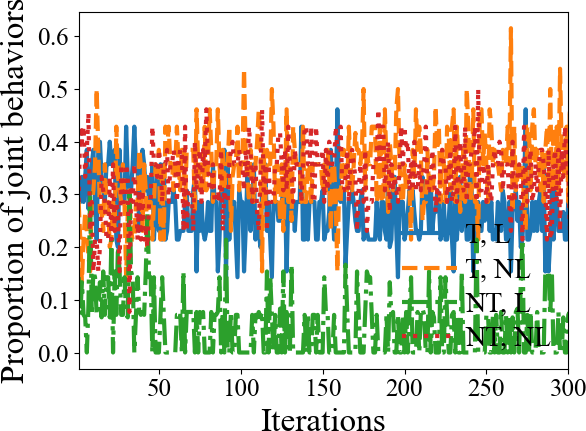 Proportion of joint behaviors
0.6
0.5
0.4
0.3
0.2
0.1
0.0
T, L
T, NL
NT, L
NT, NL
50 100 150 200 250 300
Iterations